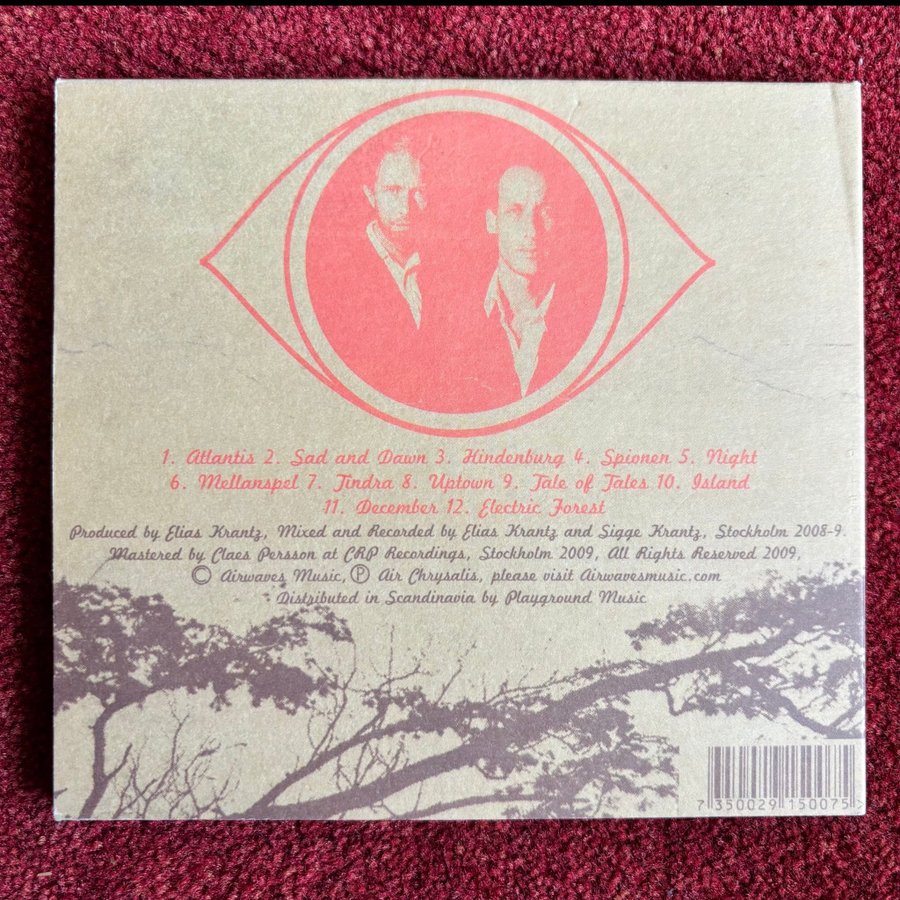 1. Atlantis 2. Sad and Dawn 3. Hindenburg 4. Spionen 5. Night
6. Mellanspel 7. Tindra 8. Uptown 9. Tale of Tales 10. Island
11. December 12. Electric Forest
Produced by Elias Krantz, Mixed and Recorded by Elias Krantz and Sigge Krantz, Stockholm 2008-9.
Mastered by Claes Persson at CRP Recordings, Stockholm 2009, All Rights Reserved 2009,
© Airwaves Music, Ⓟ Air Chrysalis, please visit Airwavesmusic.com
Distributed in Scandinavia by Playground Music
7 350029 150075 >